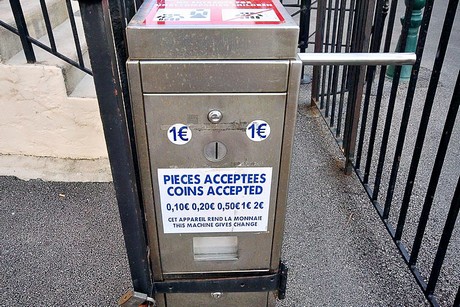 1€ 1€
PIECES ACCEPTEES
COINS ACCEPTED
0,10€ 0,20€ 0,50€ 1€ 2€
CET APPAREIL REND LA MONNAIE
THIS MACHINE GIVES CHANGE